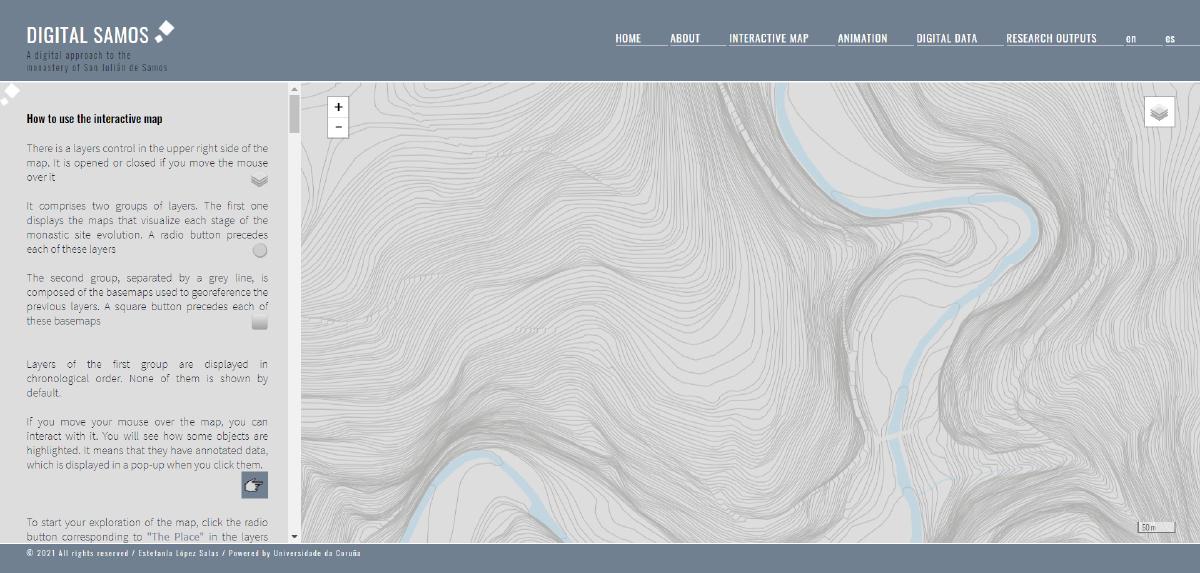 DIGITAL SAMOS
A digital approach to the
monastery of San Julián de Samos
HOME ABOUT INTERACTIVE MAP ANIMATION DIGITAL DATA RESEARCH OUTPUTS en es
How to use the interactive map
There is a layers control in the upper right side of the
map. It is opened or closed if you move the mouse
over it
It comprises two groups of layers. The first one
displays the maps that visualize each stage of the
monastic site evolution. A radio button precedes
each of these layers
The second group, separated by a grey line, is
composed of the basemaps used to georeference the
previous layers. A square button precedes each of
these basemaps
Layers of the first group are displayed in
chronological order. None of them is shown by
default.
If you move your mouse over the map, you can
interact with it. You will see how some objects are
highlighted. It means that they have annotated data,
which is displayed in a pop-up when you click them.
To start your exploration of the map, click the radio
button corresponding to "The Place" in the layers
+
−
50 m
© 2021 All rights reserved / Estefanía López Salas / Powered by Universidade da Coruña